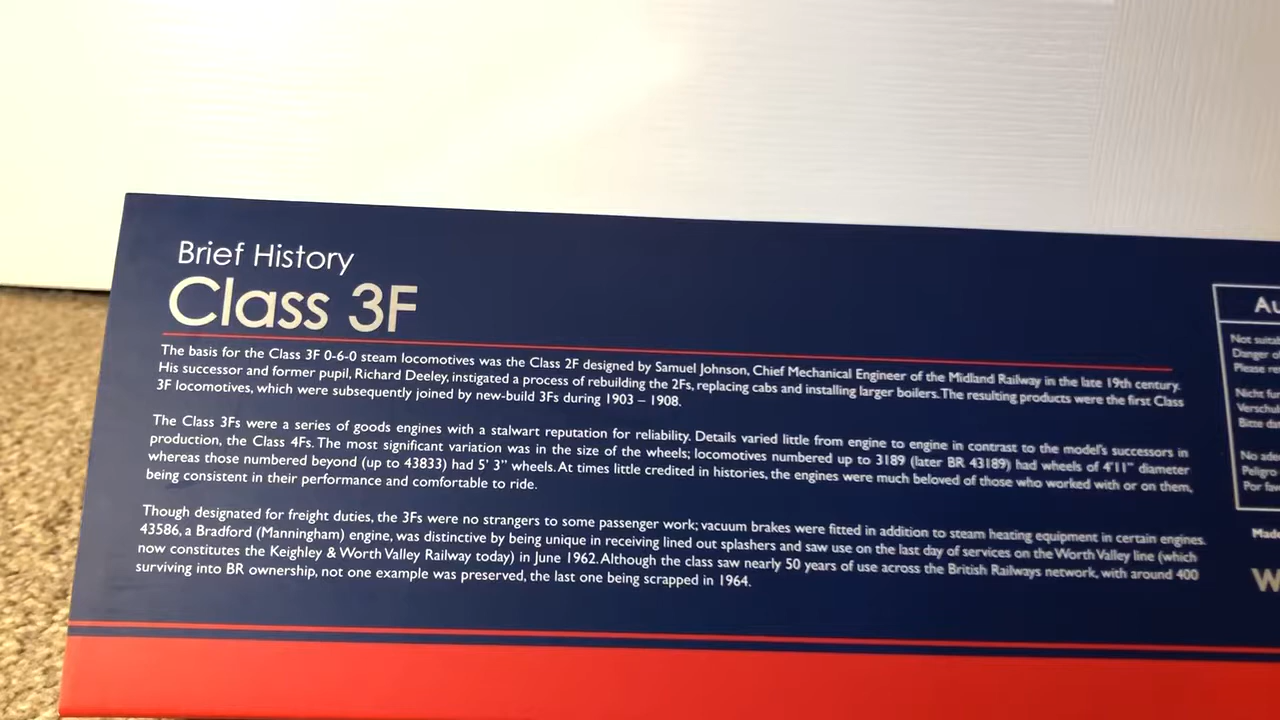 Brief History
Class 3F
The basis for the Class 3F 0-6-0 steam locomotives was the Class 2F designed by Samuel Johnson, Chief Mechanical Engineer of the Midland Railway in the late 19th century.
His successor and former pupil, Richard Deeley, instigated a process of rebuilding the 2Fs, replacing cabs and installing larger boilers. The resulting products were the first Class
3F locomotives, which were subsequently joined by new-build 3Fs during 1903 – 1908.
The Class 3Fs were a series of goods engines with a stalwart reputation for reliability. Details varied little from engine to engine in contrast to the model's successors in
production, the Class 4Fs. The most significant variation was in the size of the wheels; locomotives numbered up to 3189 (later BR 43189) had wheels of 4'11" diameter
whereas those numbered beyond (up to 43833) had 5' 3" wheels. At times little credited in histories, the engines were much beloved of those who worked with or on them,
being consistent in their performance and comfortable to ride.
Though designated for freight duties, the 3Fs were no strangers to some passenger work; vacuum brakes were fitted in addition to steam heating equipment in certain engines.
43586, a Bradford (Manningham) engine, was distinctive by being unique in receiving lined out splashers and saw use on the last day of services on the Worth Valley line (which
now constitutes the Keighley & Worth Valley Railway today) in June 1962. Although the class saw nearly 50 years of use across the British Railways network, with around 400
surviving into BR ownership, not one example was preserved, the last one being scrapped in 1964.
Not
Danger
Please
Nicht
Bitte
No
Peligro
Por